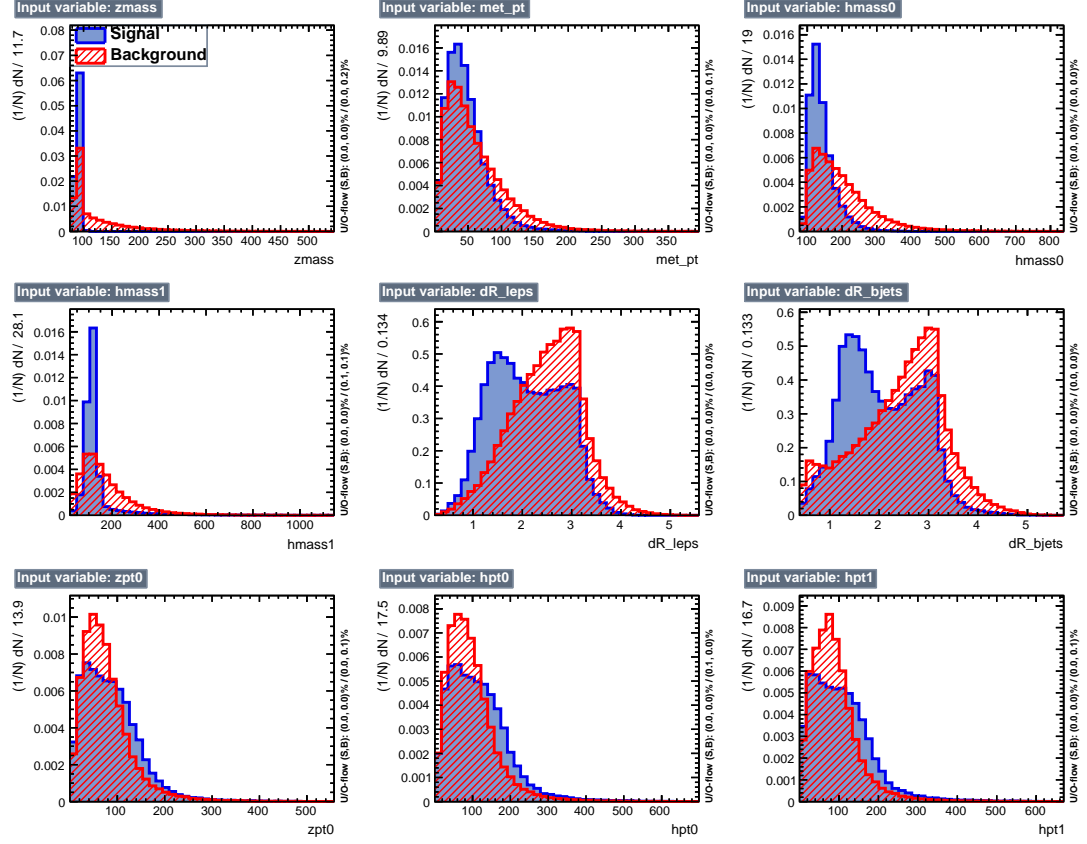 Input variable: zmass
(1/N) dN / 11.7
0.08
0.07
0.06
0.05
0.04
0.03
0.02
0.01
0
Signal
Background
100 150 200 250 300 350 400 450 500
zmass
U/O-flow (S,B): (0.0, 0.0)% / (0.0, 0.2)%
Input variable: met_pt
(1/N) dN / 9.89
0.016
0.014
0.012
0.01
0.008
0.006
0.004
0.002
0
50 100 150 200 250 300 350
met_pt
U/O-flow (S,B): (0.0, 0.0)% / (0.0, 0.1)%
Input variable: hmass0
(1/N) dN / 19
0.016
0.014
0.012
0.01
0.008
0.006
0.004
0.002
0
100 200 300 400 500 600 700 800
hmass0
U/O-flow (S,B): (0.0, 0.0)% / (0.0, 0.0)%
Input variable: hmass1
(1/N) dN / 28.1
0.016
0.014
0.012
0.01
0.008
0.006
0.004
0.002
0
200 400 600 800 1000
hmass1
U/O-flow (S,B): (0.0, 0.0)% / (0.1, 0.1)%
Input variable: dR_leps
(1/N) dN / 0.134
0.6
0.5
0.4
0.3
0.2
0.1
0
1 2 3 4 5
dR_leps
U/O-flow (S,B): (0.0, 0.0)% / (0.0, 0.0)%
Input variable: dR_bjets
(1/N) dN / 0.133
0.6
0.5
0.4
0.3
0.2
0.1
0
1 2 3 4 5
dR_bjets
U/O-flow (S,B): (0.0, 0.0)% / (0.0, 0.0)%
Input variable: zpt0
(1/N) dN / 13.9
0.01
0.008
0.006
0.004
0.002
0
100 200 300 400 500
zpt0
U/O-flow (S,B): (0.0, 0.0)% / (0.0, 0.1)%
Input variable: hpt0
(1/N) dN / 17.5
0.008
0.007
0.006
0.005
0.004
0.003
0.002
0.001
0
100 200 300 400 500 600
hpt0
U/O-flow (S,B): (0.0, 0.0)% / (0.1, 0.0)%
Input variable: hpt1
(1/N) dN / 16.7
0.009
0.008
0.007
0.006
0.005
0.004
0.003
0.002
0.001
0
100 200 300 400 500 600
hpt1
U/O-flow (S,B): (0.0, 0.0)% / (0.0, 0.0)%